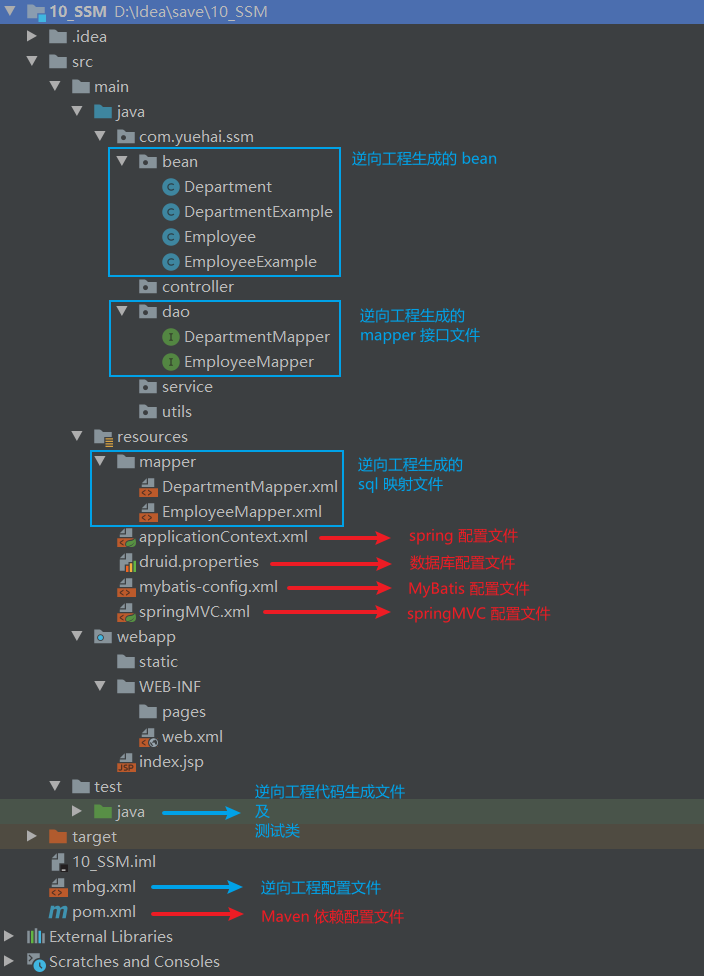 10_SSM D:\Idea\save\10_SSM
.idea
src
main
java
com.yuehai.ssm
bean 逆向工程生成的 bean
Department
DepartmentExample
Employee
EmployeeExample
controller
dao 逆向工程生成的
DepartmentMapper mapper 接口文件
EmployeeMapper
service
utils
resources
mapper 逆向工程生成的
DepartmentMapper.xml sql 映射文件
EmployeeMapper.xml
applicationContext.xml spring 配置文件
druid.properties 数据库配置文件
mybatis-config.xml MyBatis 配置文件
springMVC.xml springMVC 配置文件
webapp
static
WEB-INF
pages
web.xml
index.jsp
test 逆向工程代码生成文件
java 及
测试类
target
10_SSM.iml
mbg.xml 逆向工程配置文件
pom.xml Maven 依赖配置文件
External Libraries
Scratches and Consoles